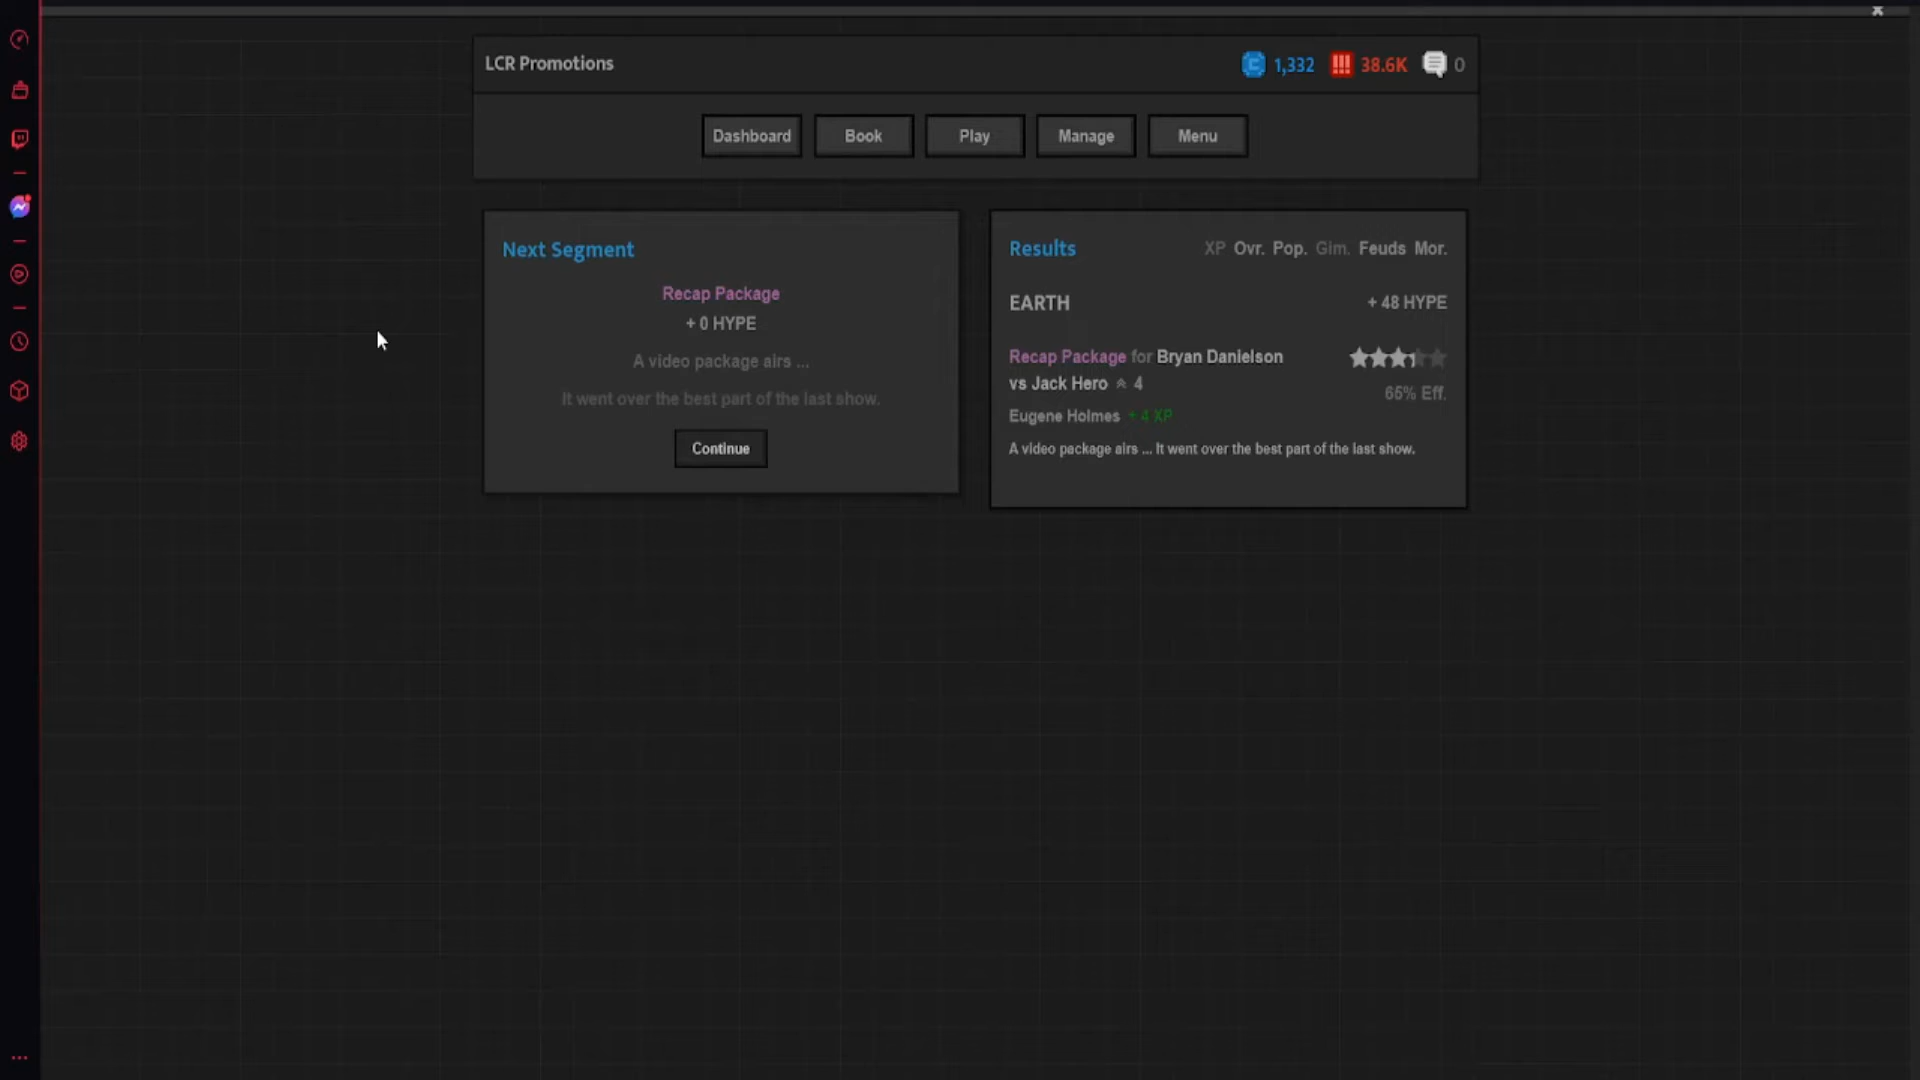 LCR Promotions
1,332
38.6K
0
Dashboard
Book
Play
Manage
Menu
Next Segment
Recap Package
+ 0 HYPE
A video package airs ...
It went over the best part of the last show.
Continue
Results
XP Ovr. Pop. Gim. Feuds Mor.
EARTH
+ 48 HYPE
Recap Package for Bryan Danielson
vs Jack Hero 4
65% Eff.
Eugene Holmes + 4 XP
A video package airs ... It went over the best part of the last show.